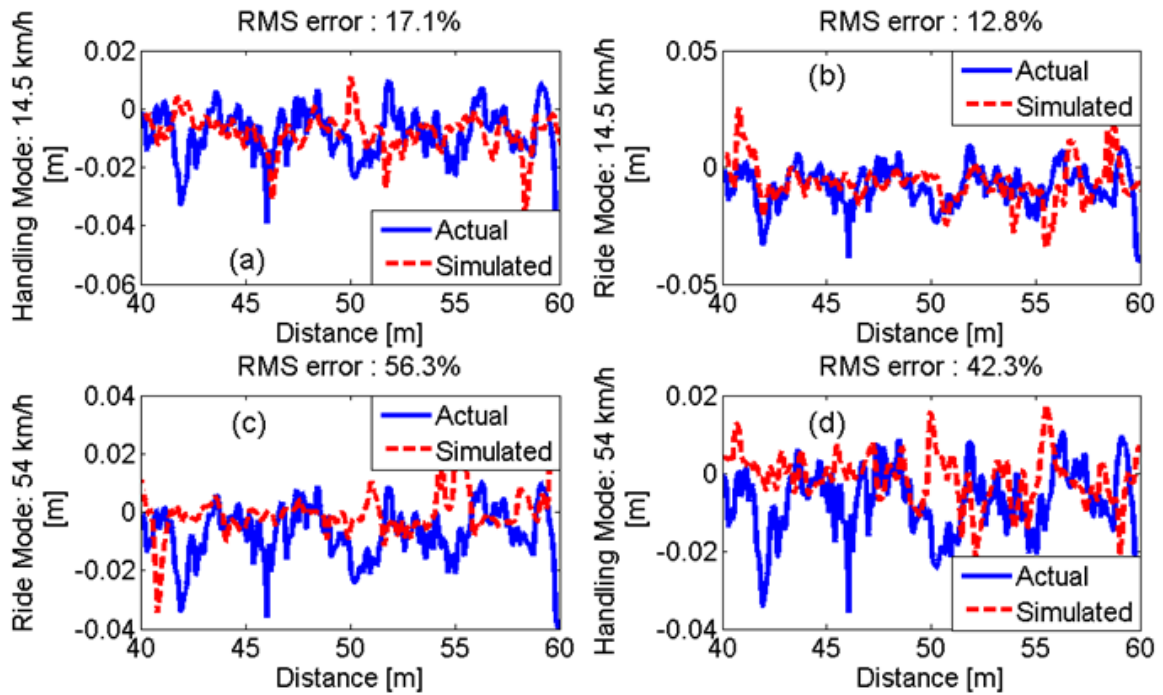 RMS error : 17.1%
Handling Mode: 14.5 km/h
[m]
0.02
0
-0.02
-0.04
-0.06
(a)
Actual
Simulated
40 45 50 55 60
Distance [m]
RMS error : 12.8%
Ride Mode: 14.5 km/h
[m]
0.05
0
-0.05
(b)
Actual
Simulated
40 45 50 55 60
Distance [m]
RMS error : 56.3%
Ride Mode: 54 km/h
[m]
0.04
0.02
0
-0.02
-0.04
(c)
Actual
Simulated
40 45 50 55 60
Distance [m]
RMS error : 42.3%
Handling Mode: 54 km/h
[m]
0.02
0
-0.02
-0.04
(d)
Actual
Simulated
40 45 50 55 60
Distance [m]